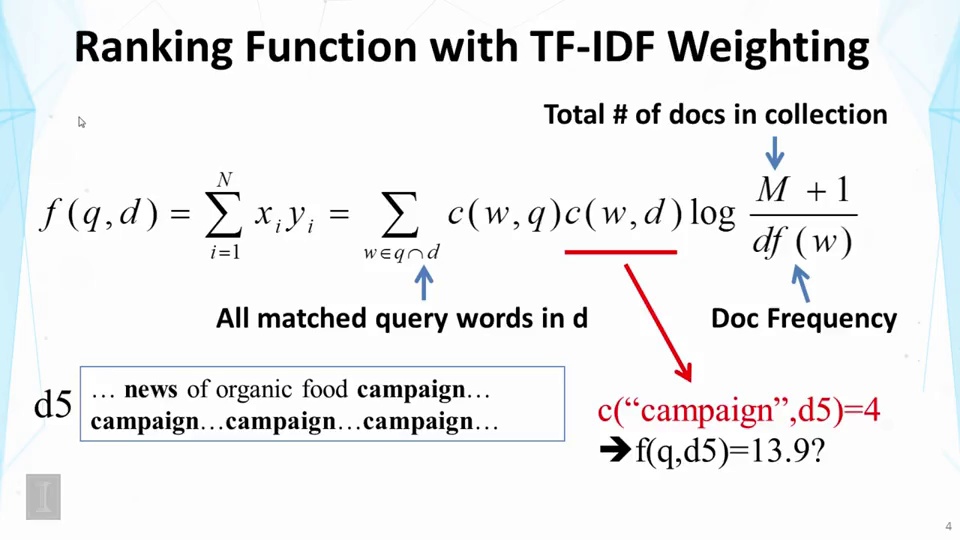 Ranking Function with TF-IDF Weighting
Total # of docs in collection
f(q,d) = \sum_{i=1}^{N} x_i y_i = \sum_{w∈q∩d} c(w,q)c(w,d) log \frac{M+1}{df(w)}
All matched query words in d
Doc Frequency
d5
… news of organic food campaign…
campaign…campaign…campaign…
c(“campaign”,d5)=4
➔f(q,d5)=13.9?
I
4